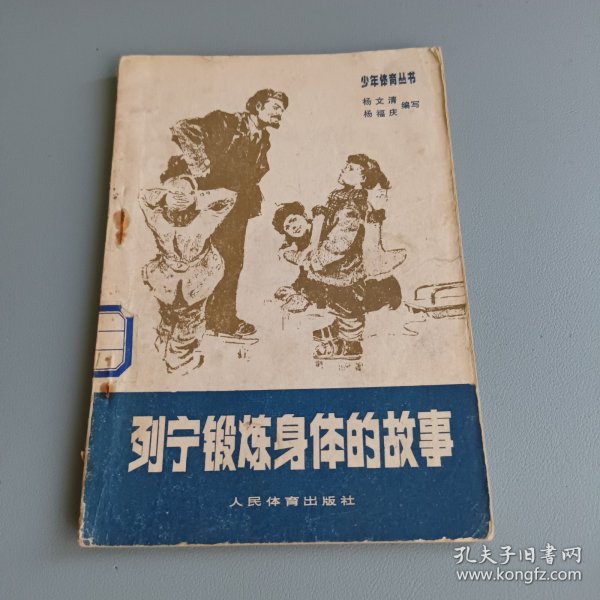 少年体育丛书
杨文清
杨福庆 编写
列宁锻炼身体的故事
人民体育出版社
孔夫子旧书网
www.kongfz.com